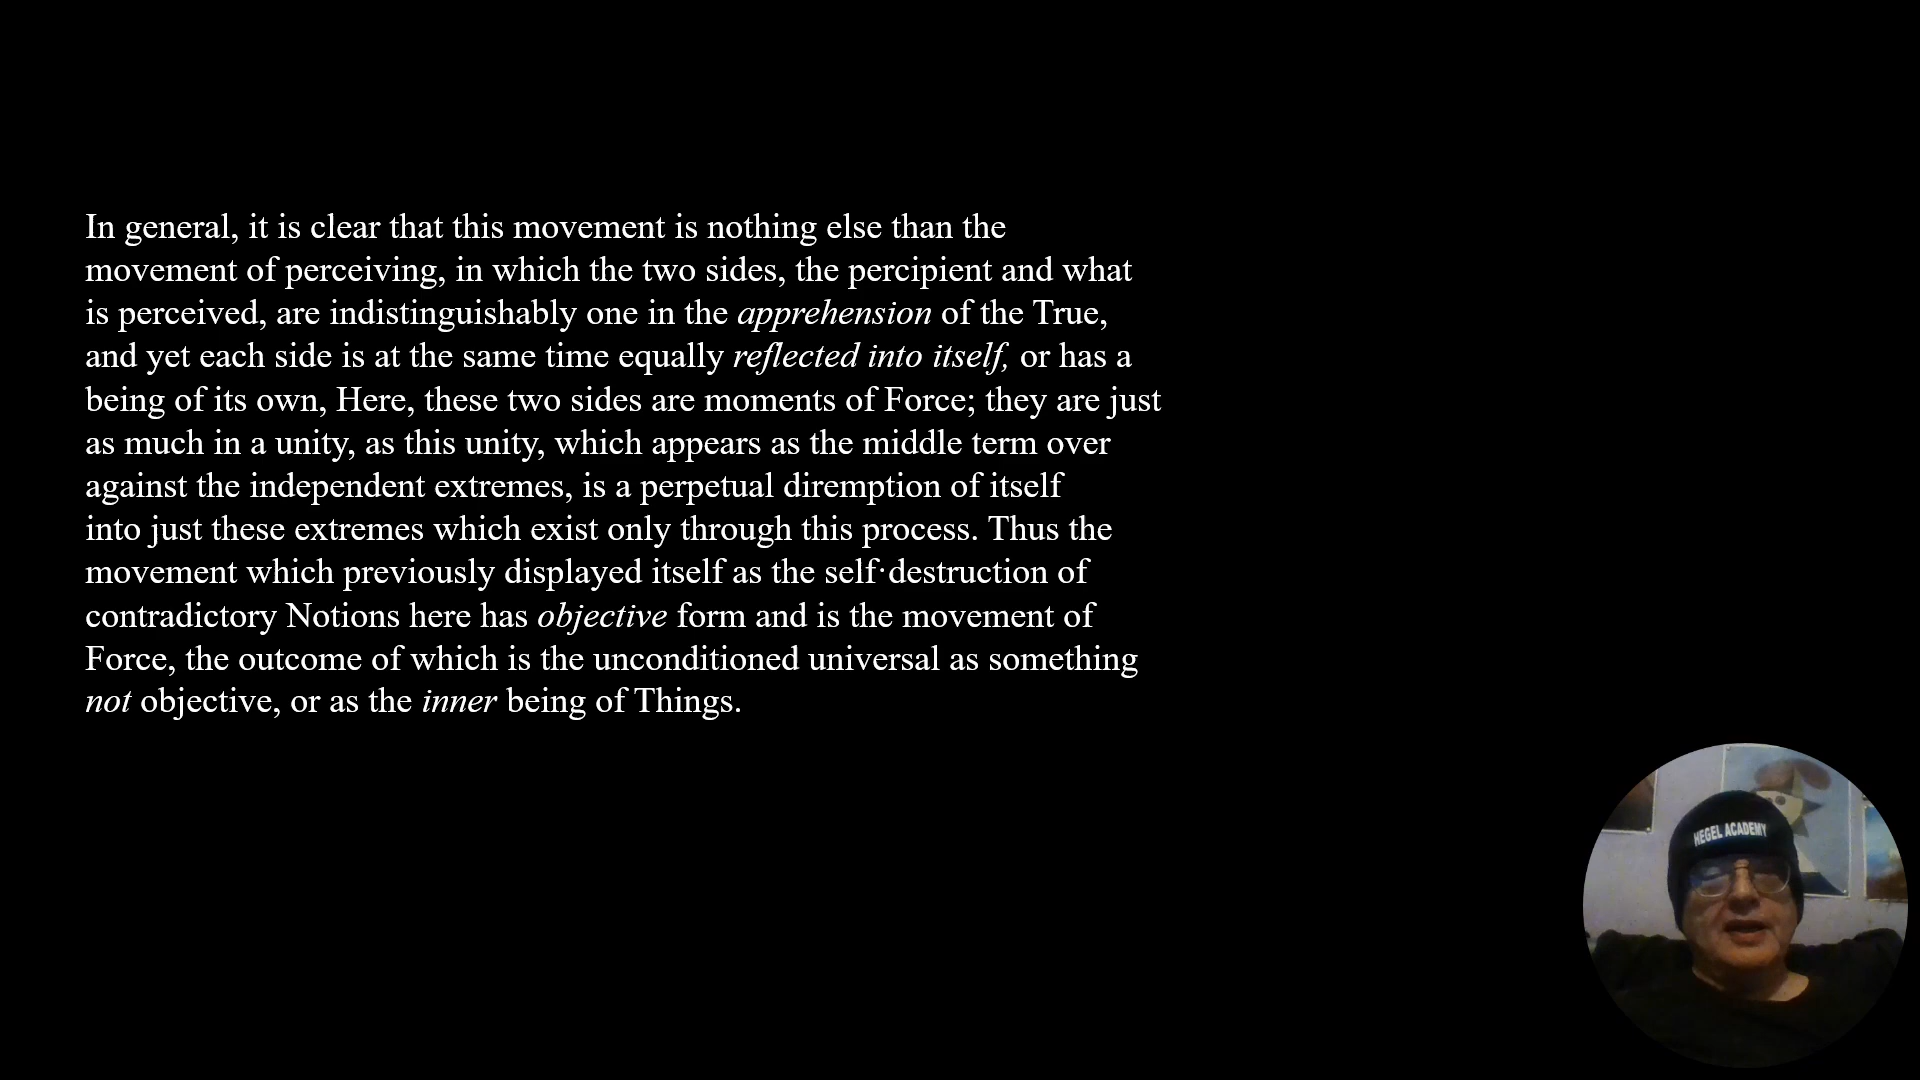 In general, it is clear that this movement is nothing else than the
movement of perceiving, in which the two sides, the percipient and what
is perceived, are indistinguishably one in the apprehension of the True,
and yet each side is at the same time equally reflected into itself, or has a
being of its own, Here, these two sides are moments of Force; they are just
as much in a unity, as this unity, which appears as the middle term over
against the independent extremes, is a perpetual diremption of itself
into just these extremes which exist only through this process. Thus the
movement which previously displayed itself as the self·destruction of
contradictory Notions here has objective form and is the movement of
Force, the outcome of which is the unconditioned universal as something
not objective, or as the inner being of Things.
HEGEL ACADEMY